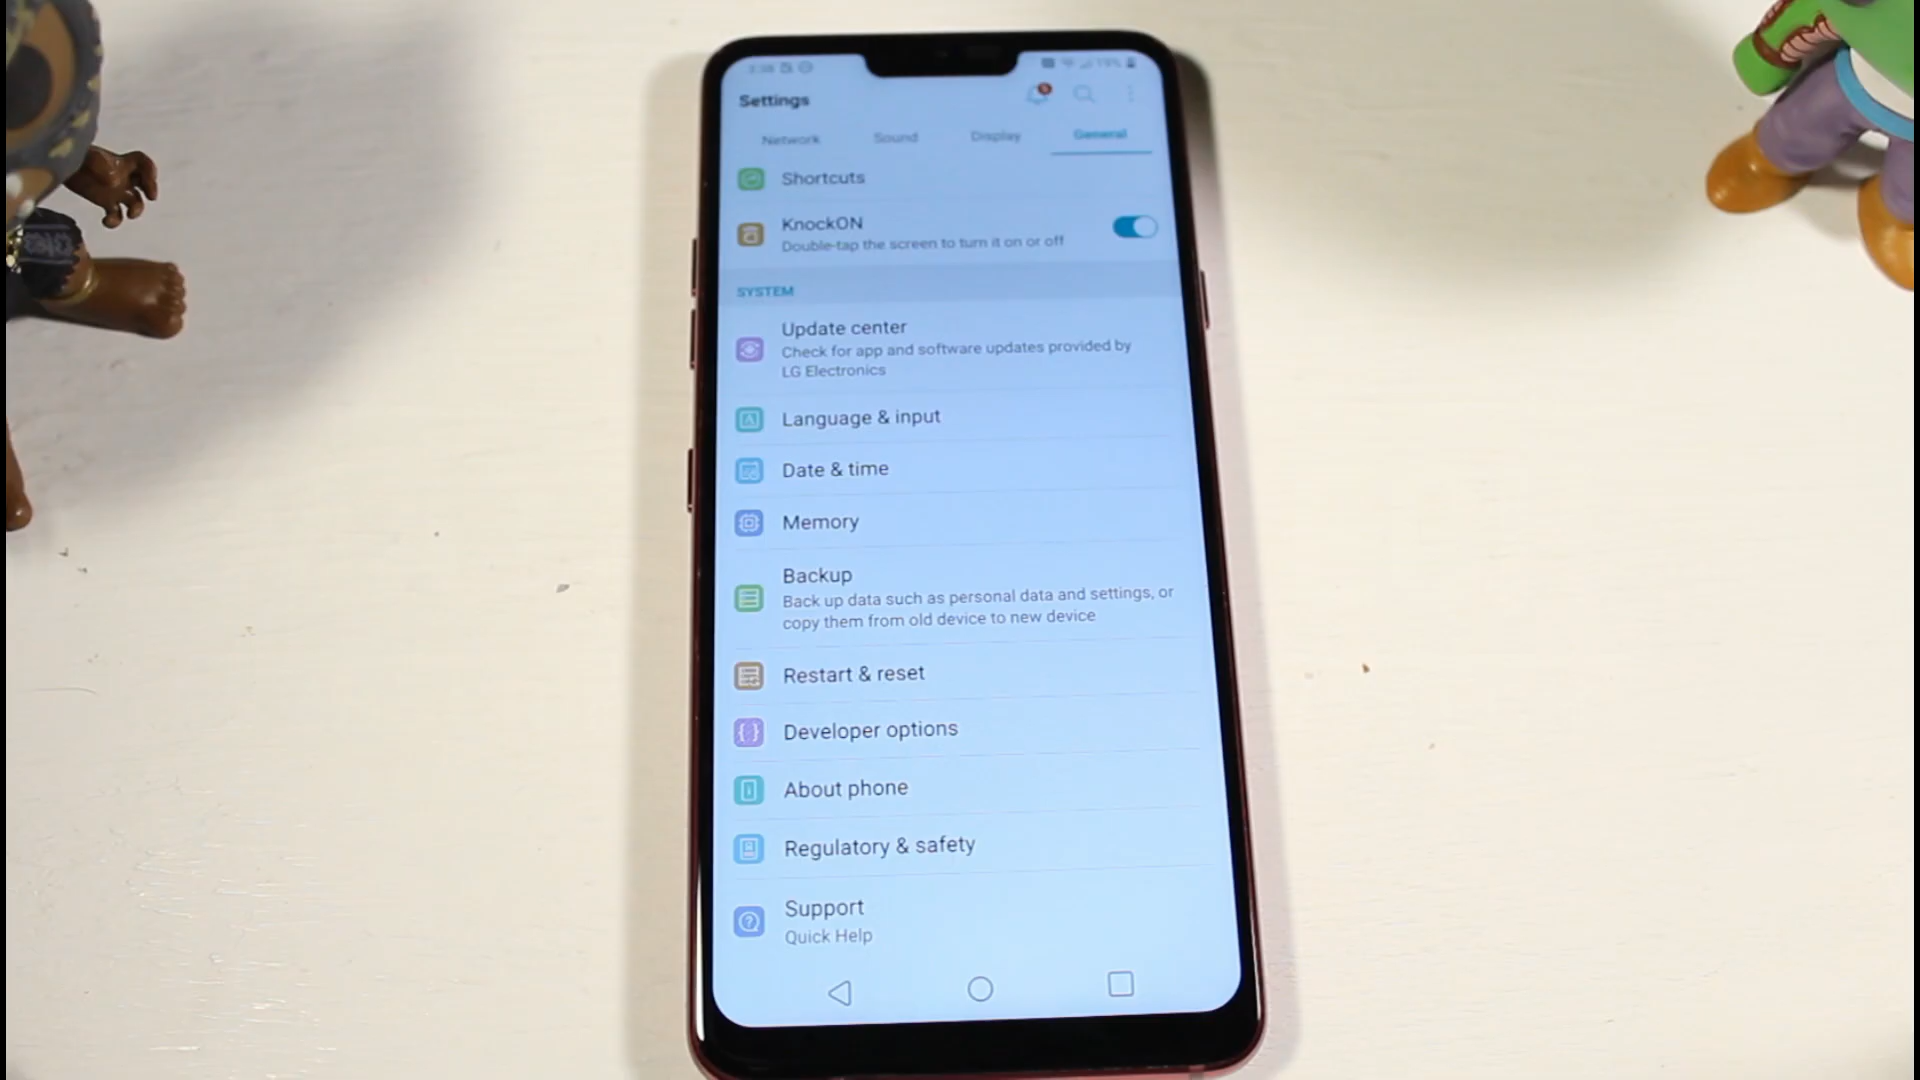 Settings
Network Sound Display General
Shortcuts
KnockON
Double-tap the screen to turn it on or off
SYSTEM
Update center
Check for app and software updates provided by
LG Electronics
Language & input
Date & time
Memory
Backup
Back up data such as personal data and settings, or
copy them from old device to new device
Restart & reset
Developer options
About phone
Regulatory & safety
Support
Quick Help